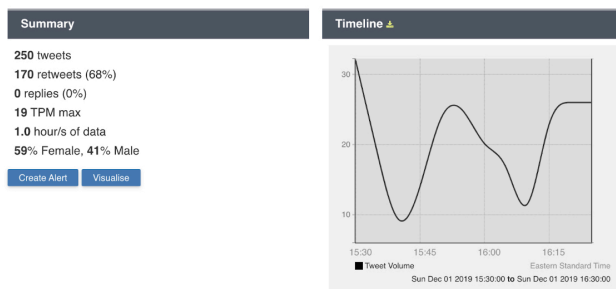 Summary
250 tweets
170 retweets (68%)
0 replies (0%)
19 TPM max
1.0 hour/s of data
59% Female, 41% Male
Create Alert Visualise
Timeline
30
20
10
15:30 15:45 16:00 16:15
Tweet Volume Eastern Standard Time
Sun Dec 01 2019 15:30:00 to Sun Dec 01 2019 16:30:00